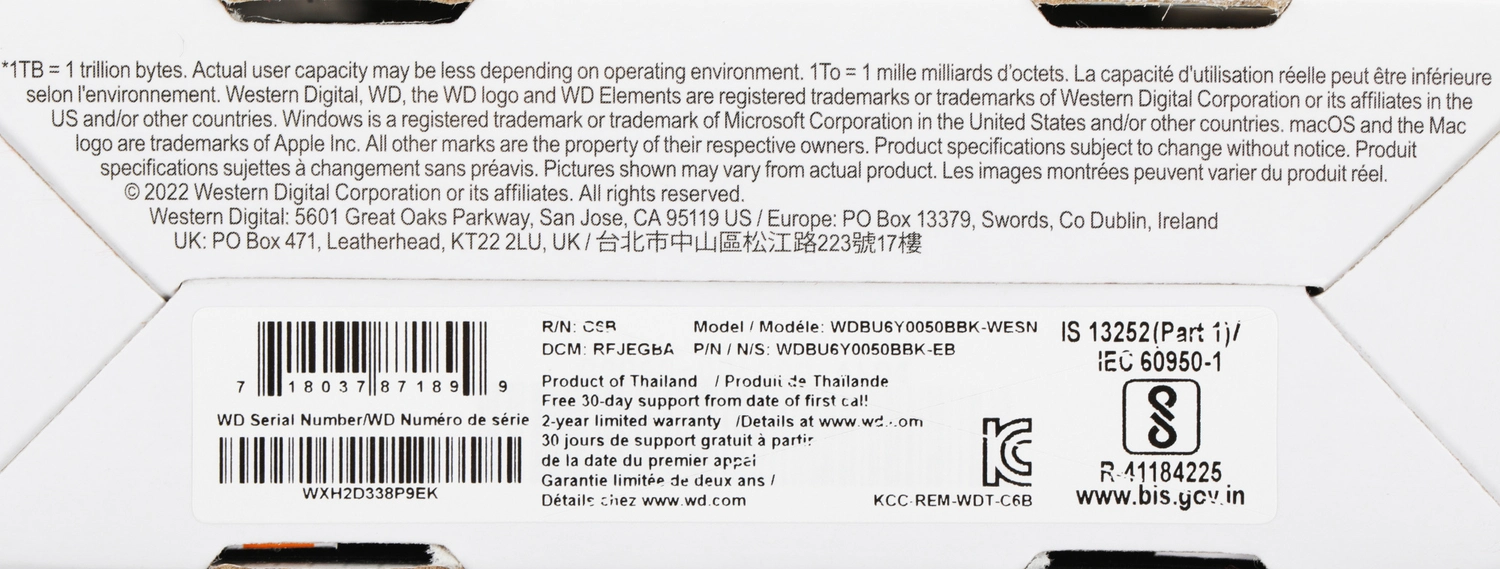 *1TB = 1 trillion bytes. Actual user capacity may be less depending on operating environment. 1To = 1 mille milliards d'octets. La capacité d'utilisation réelle peut être inférieure
selon l'environnement. Western Digital, WD, the WD logo and WD Elements are registered trademarks or trademarks of Western Digital Corporation or its affiliates in the
US and/or other countries. Windows is a registered trademark or trademark of Microsoft Corporation in the United States and/or other countries. macOS and the Mac
logo are trademarks of Apple Inc. All other marks are the property of their respective owners. Product specifications subject to change without notice. Produit
spécifications sujettes à changement sans préavis. Pictures shown may vary from actual product. Les images montrées peuvent varier du produit réel.
© 2022 Western Digital Corporation or its affiliates. All rights reserved.
Western Digital: 5601 Great Oaks Parkway, San Jose, CA 95119 US / Europe: PO Box 13379, Swords, Co Dublin, Ireland
UK: PO Box 471, Leatherhead, KT22 2LU, UK / 台北市中山區松江路223號17樓
7 18037 87189 9
WD Serial Number/WD Numéro de série
WXH2D338P9EK
R/N: Model / Modéle: WDBU6Y0050BBK-WESN
DCM: P/N / N/S: WDBU6Y0050BBK-EB
Product of Thailand / Produit de Thaïlande
Free 30-day support from date of first call!
2-year limited warranty /Details at www.wd.com
30 jours de support gratuit à partir
de la date du premier appel
Garantie limitée de deux ans /
Détails chez www.wd.com
KCC-REM-WDT-C6B
IS 13252(Part 1)/
IEC 60950-1
R-41184225
www.bis.gov.in